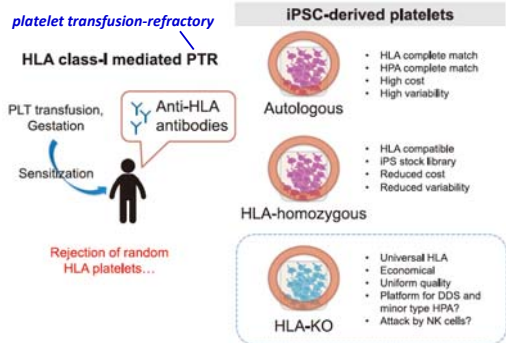 platelet transfusion-refractory
HLA class-I mediated PTR
PLT transfusion,
Gestation
Sensitization
Anti-HLA
antibodies
Rejection of random
HLA platelets...
iPSC-derived platelets
Autologous
• HLA complete match
• HPA complete match
• High cost
• High variability
HLA-homozygous
• HLA compatible
• iPS stock library
• Reduced cost
• Reduced variability
HLA-KO
• Universal HLA
• Economical
• Uniform quality
• Platform for DDS and
minor type HPA?
• Attack by NK cells?